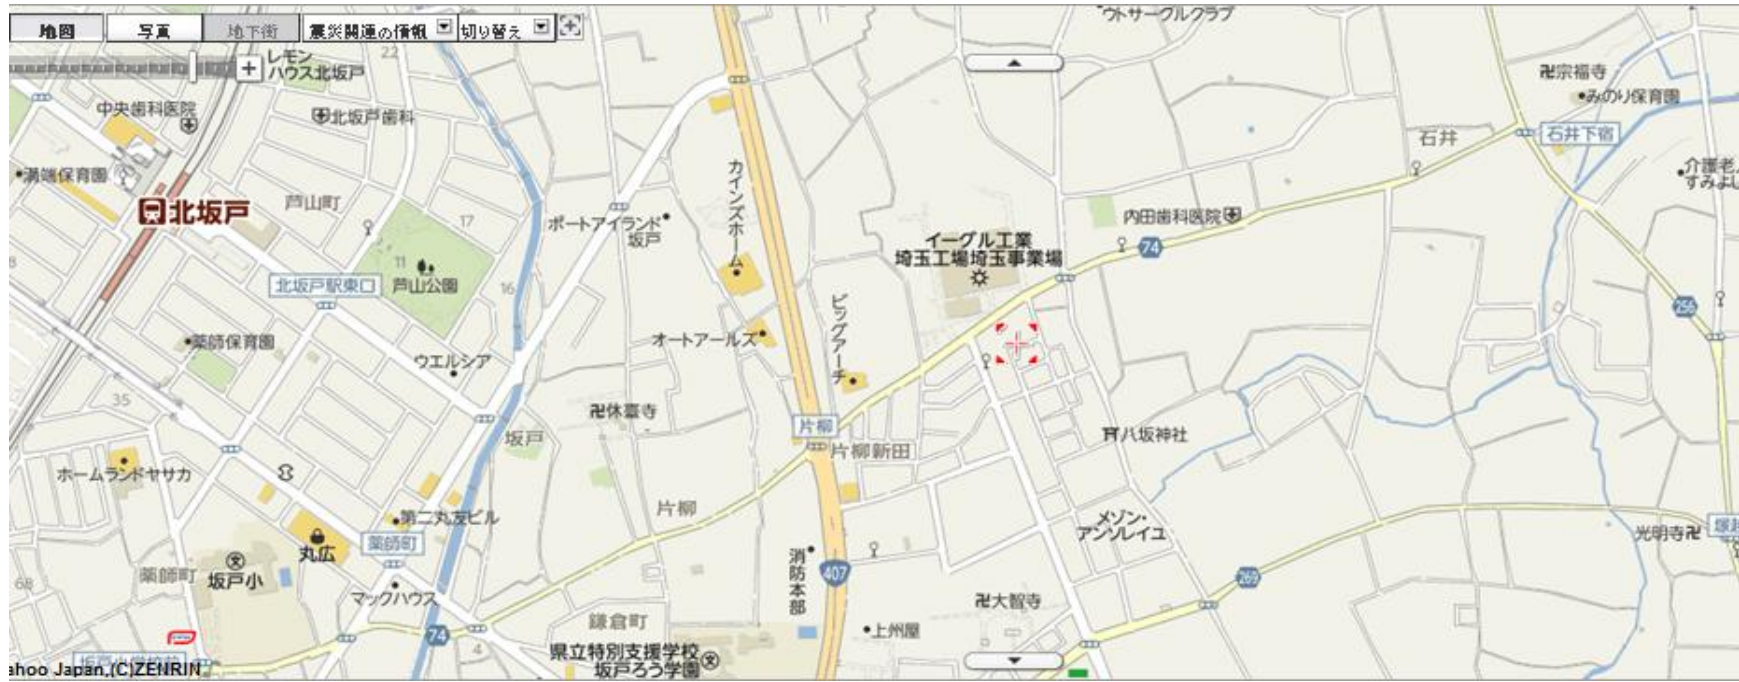 地図
写真
地下街
震災関連の情報
切り替え
ウトサークルクラブ
レモン
ハウス北坂戸
22
中央歯科医院
北坂戸歯科
卍宗福寺
みのり保育園
石井
石井下宿
介護老人
すみよし
溝端保育園
芦山町
北坂戸
17
カインズホーム
ポートアイランド
坂戸
内田歯科医院
74
イーグル工業
埼玉工場埼玉事業場
11
芦山公園
16
北坂戸駅東口
256
ビッグアーチ
薬師保育園
オートアールズ
ウエルシア
35
卍休臺寺
片柳
坂戸
片柳新田
八坂神社
ホームランドヤサカ
片柳
第二丸友ビル
メゾン・
アンソレイユ
光明寺卍
塚越
薬師町
丸広
消防本部
407
269
68
薬師町
坂戸小
マックハウス
卍大智寺
鎌倉町
上州屋
74
4
県立特別支援学校
坂戸ろう学園
ahoo Japan,(C)ZENRIN